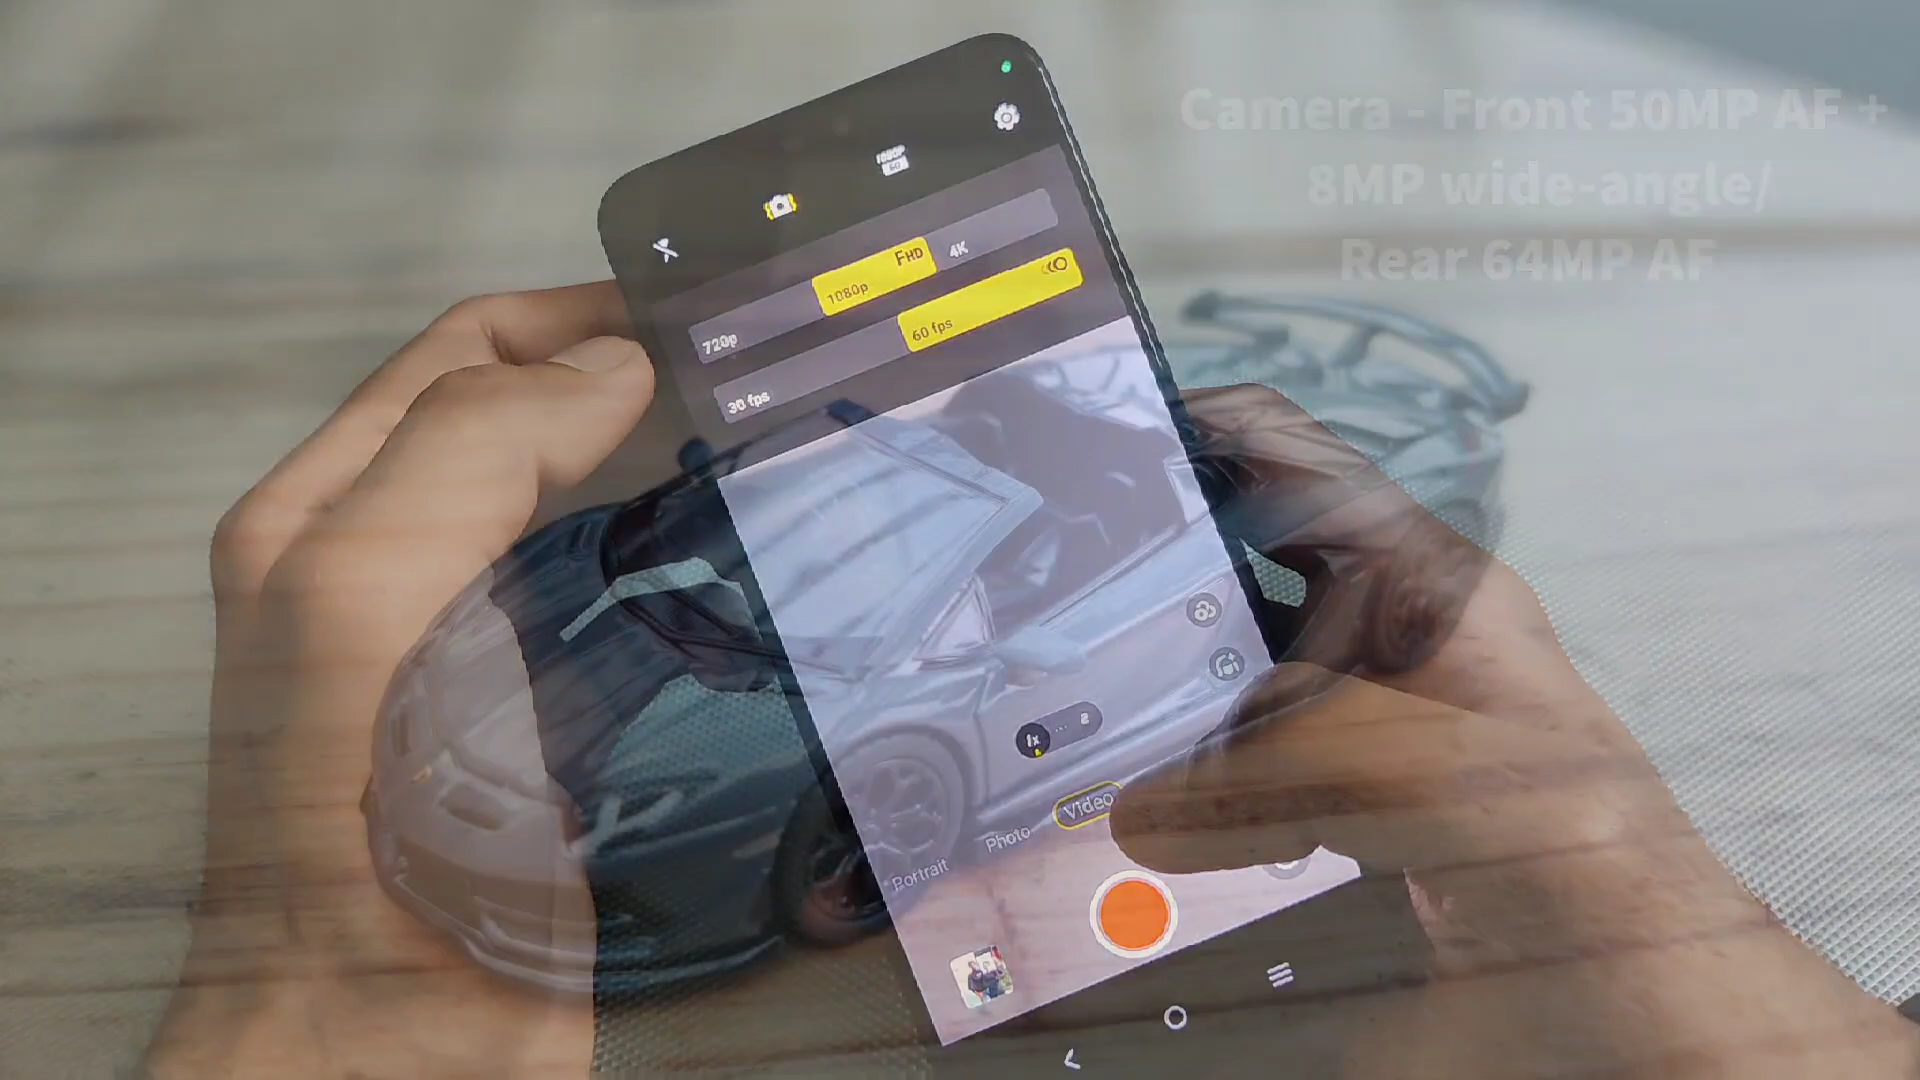 Camera - Front 50MP AF +
8MP wide-angle/
Rear 64MP AF
1080P
60
720p
1080p
FHD
4K
30 fps
60 fps
1x
2
Portrait
Photo
Video